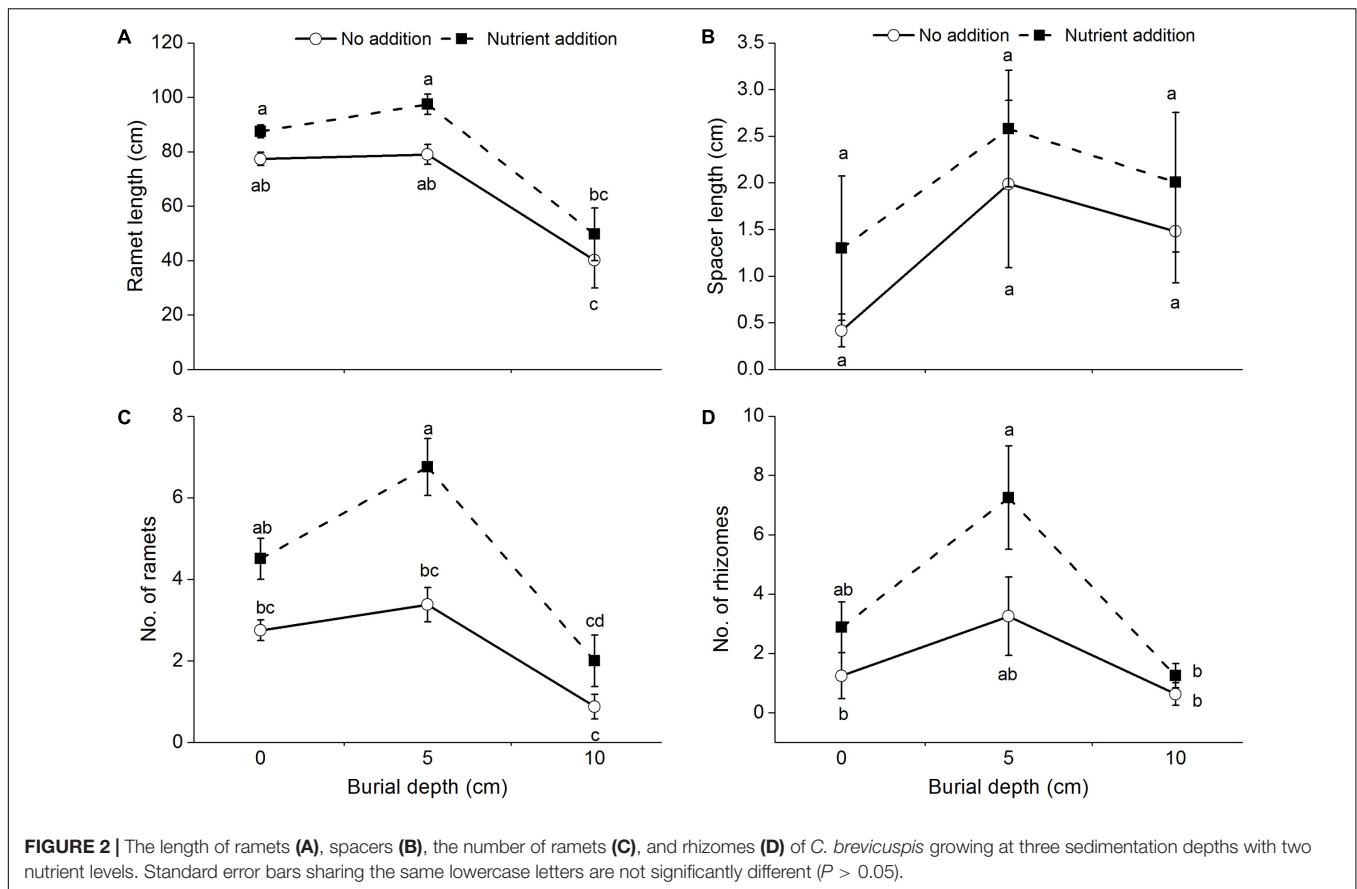 A
No addition
Nutrient addition
120
100
80
60
40
20
0
Ramet length (cm)
a
a
ab
ab
bc
c
B
No addition
Nutrient addition
3.5
3.0
2.5
2.0
1.5
1.0
0.5
0.0
Spacer length (cm)
a
a
a
a
a
a
C
8
6
4
2
0
No. of ramets
ab
a
bc
bc
cd
c
0
5
10
Burial depth (cm)
D
10
8
6
4
2
0
No. of rhizomes
ab
a
b
ab
b
b
0
5
10
Burial depth (cm)
FIGURE 2 | The length of ramets (A), spacers (B), the number of ramets (C), and rhizomes (D) of C. brevicuspis growing at three sedimentation depths with two
nutrient levels. Standard error bars sharing the same lowercase letters are not significantly different (P > 0.05).